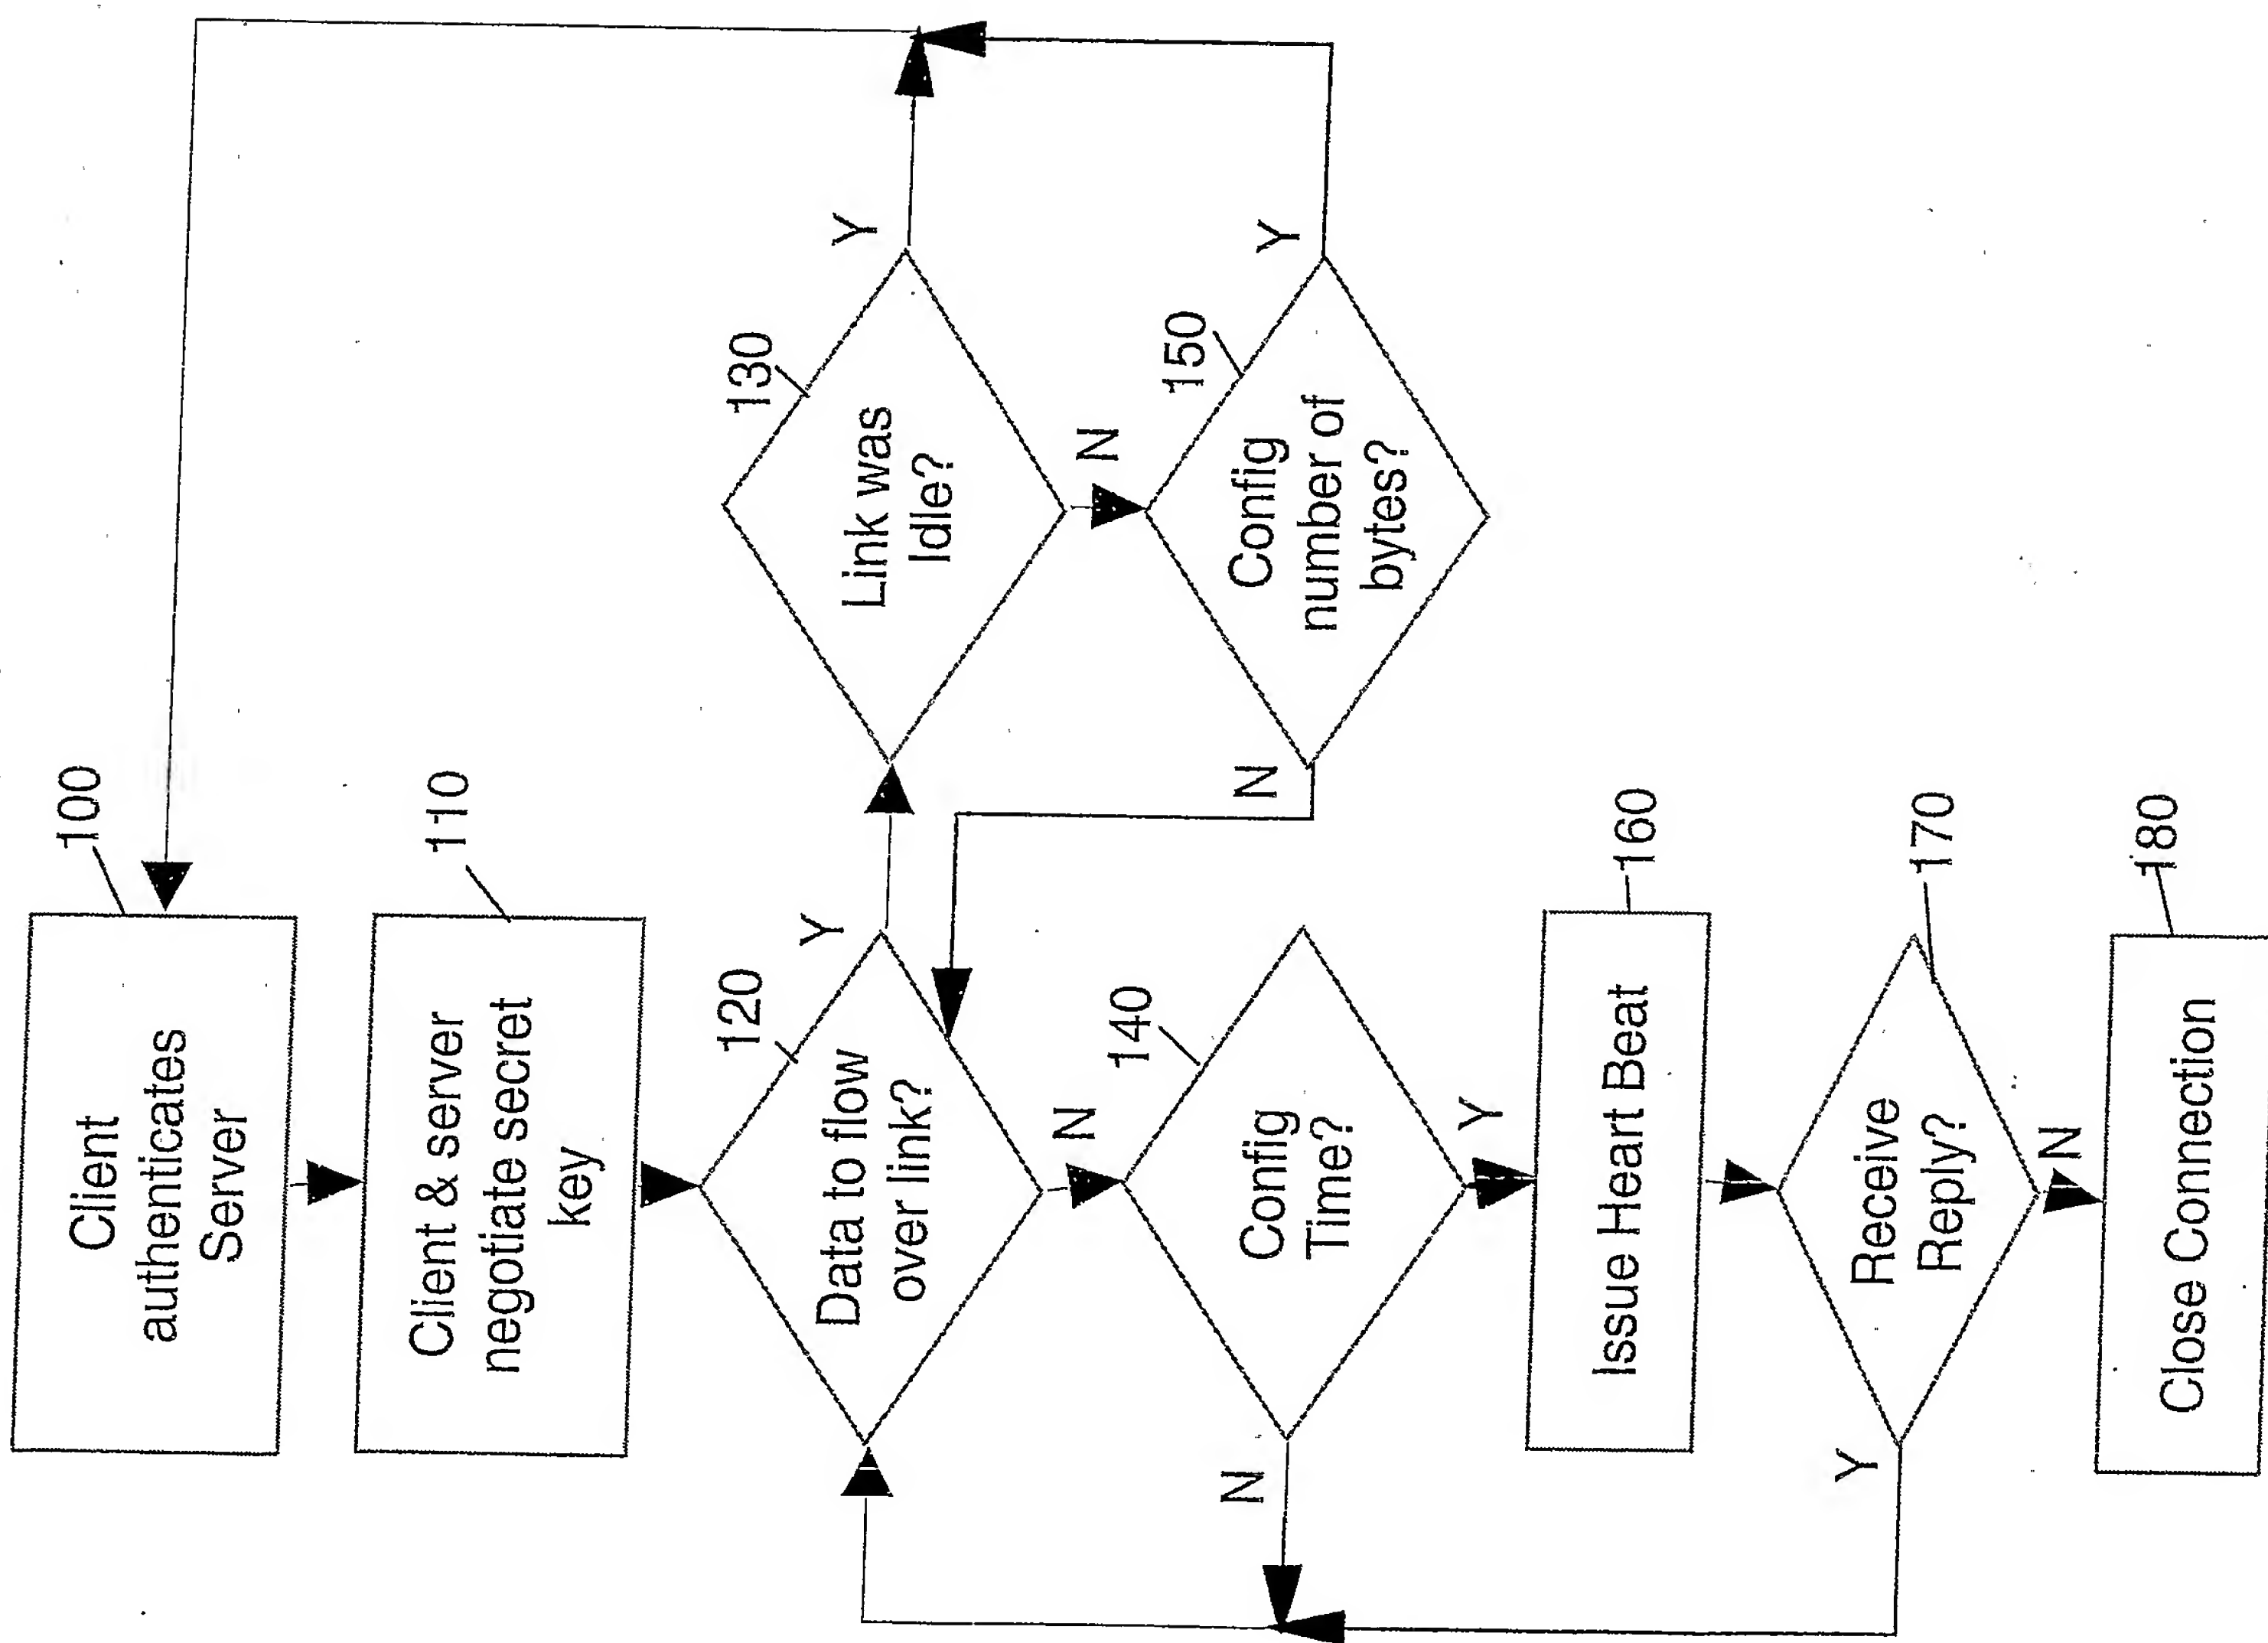 100
Client
authenticates
Server
110
Client & server
negotiate secret
key
120
Data to flow
over link?
Y
N
130
Link was
Idle?
Y
N
140
Config
Time?
N
Y
150
Config
number of
bytes?
N
Y
160
Issue Heart Beat
170
Receive
Reply?
Y
N
180
Close Connection